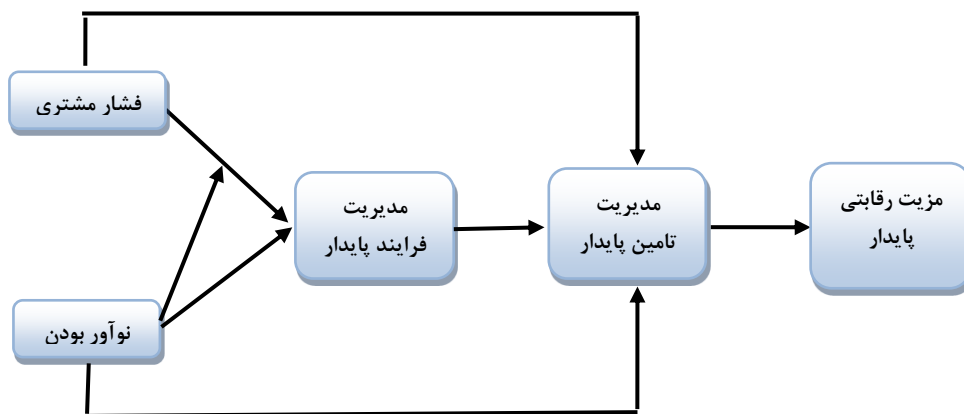 فشار مشتری
مدیریت
فرایند پایدار
مدیریت
تامین پایدار
مزیت رقابتی
پایدار
نوآور بودن